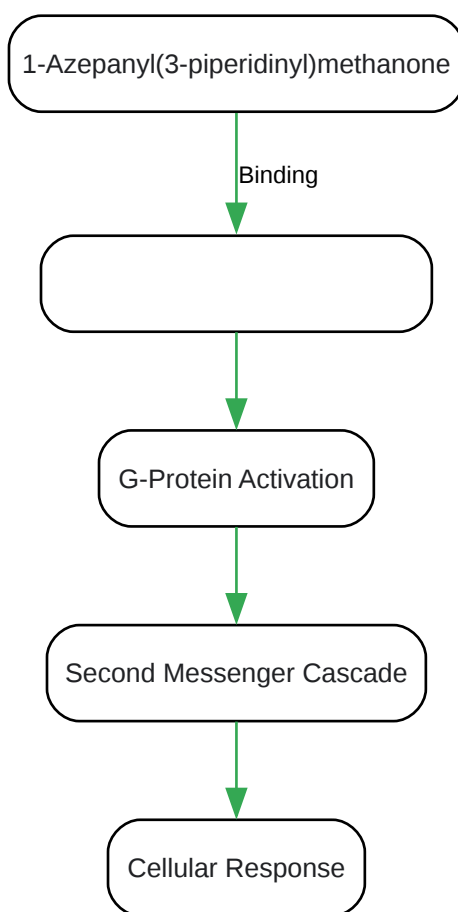 1-Azepanyl(3-piperidinyl)methanone
Binding
G-Protein Activation
Second Messenger Cascade
Cellular Response